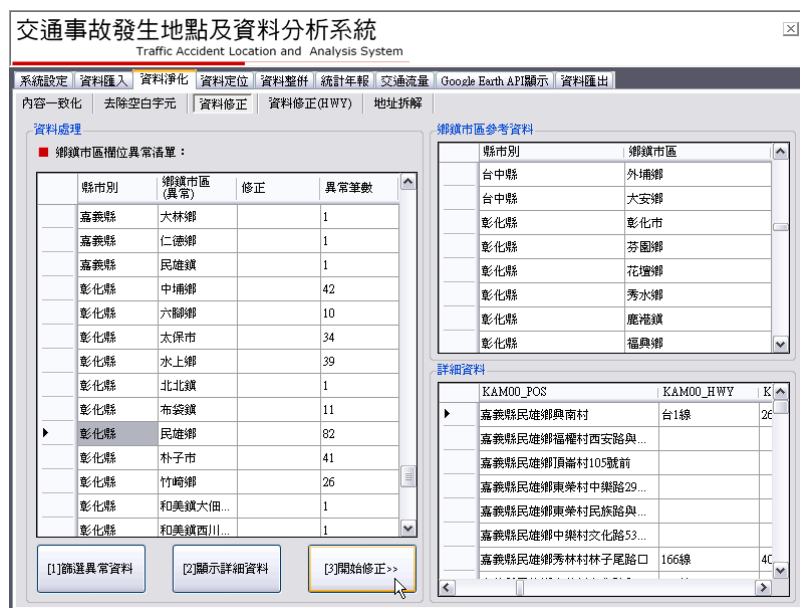 交通事故發生地點及資料分析系統
Traffic Accident Location and Analysis System
系統設定 資料匯入 資料淨化 資料定位 資料整併 統計年報 交通流量 Google Earth API顯示 資料匯出
內容一致化 去除空白字元 資料修正 資料修正(HWY) 地址拆解
資料處理
鄉鎮市區欄位異常清單：
縣市別 鄉鎮市區(異常) 修正 異常筆數
嘉義縣 大林鄉 1
嘉義縣 仁德鄉 1
嘉義縣 民雄鎮 1
彰化縣 中埔鄉 42
彰化縣 六腳鄉 10
彰化縣 太保市 34
彰化縣 水上鄉 39
彰化縣 北北鎮 1
彰化縣 布袋鎮 11
彰化縣 民雄鄉 82
彰化縣 朴子市 41
彰化縣 竹崎鄉 26
彰化縣 和美鎮大佃... 1
彰化縣 和美鎮西川... 1
[1]篩選異常資料 [2]顯示詳細資料 [3]開始修正>>
鄉鎮市區參考資料
縣市別 鄉鎮市區
台中縣 外埔鄉
台中縣 大安鄉
彰化縣 彰化市
彰化縣 芬園鄉
彰化縣 花壇鄉
彰化縣 秀水鄉
彰化縣 鹿港鎮
彰化縣 福興鄉
詳細資料
KAM00_POS KAM00_HWY K
嘉義縣民雄鄉興南村 台1線 26
嘉義縣民雄鄉福權村西安路與...
嘉義縣民雄鄉頂崙村105號前
嘉義縣民雄鄉東榮村中樂路29...
嘉義縣民雄鄉東榮村民族路與...
嘉義縣民雄鄉中樂村文化路53...
嘉義縣民雄鄉秀林村林子尾路口 166線 40